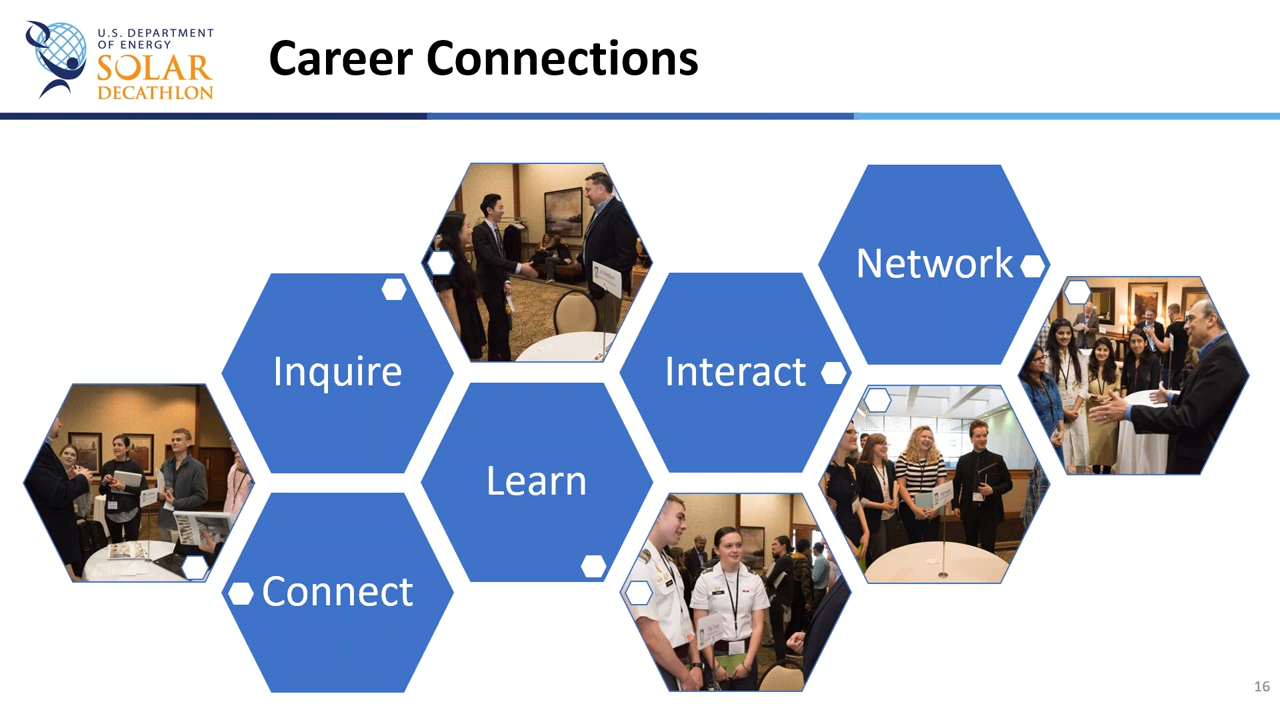 U.S. DEPARTMENT
OF ENERGY
SOLAR
DECATHLON
Career Connections
Network
Inquire
Interact
Learn
Connect
16